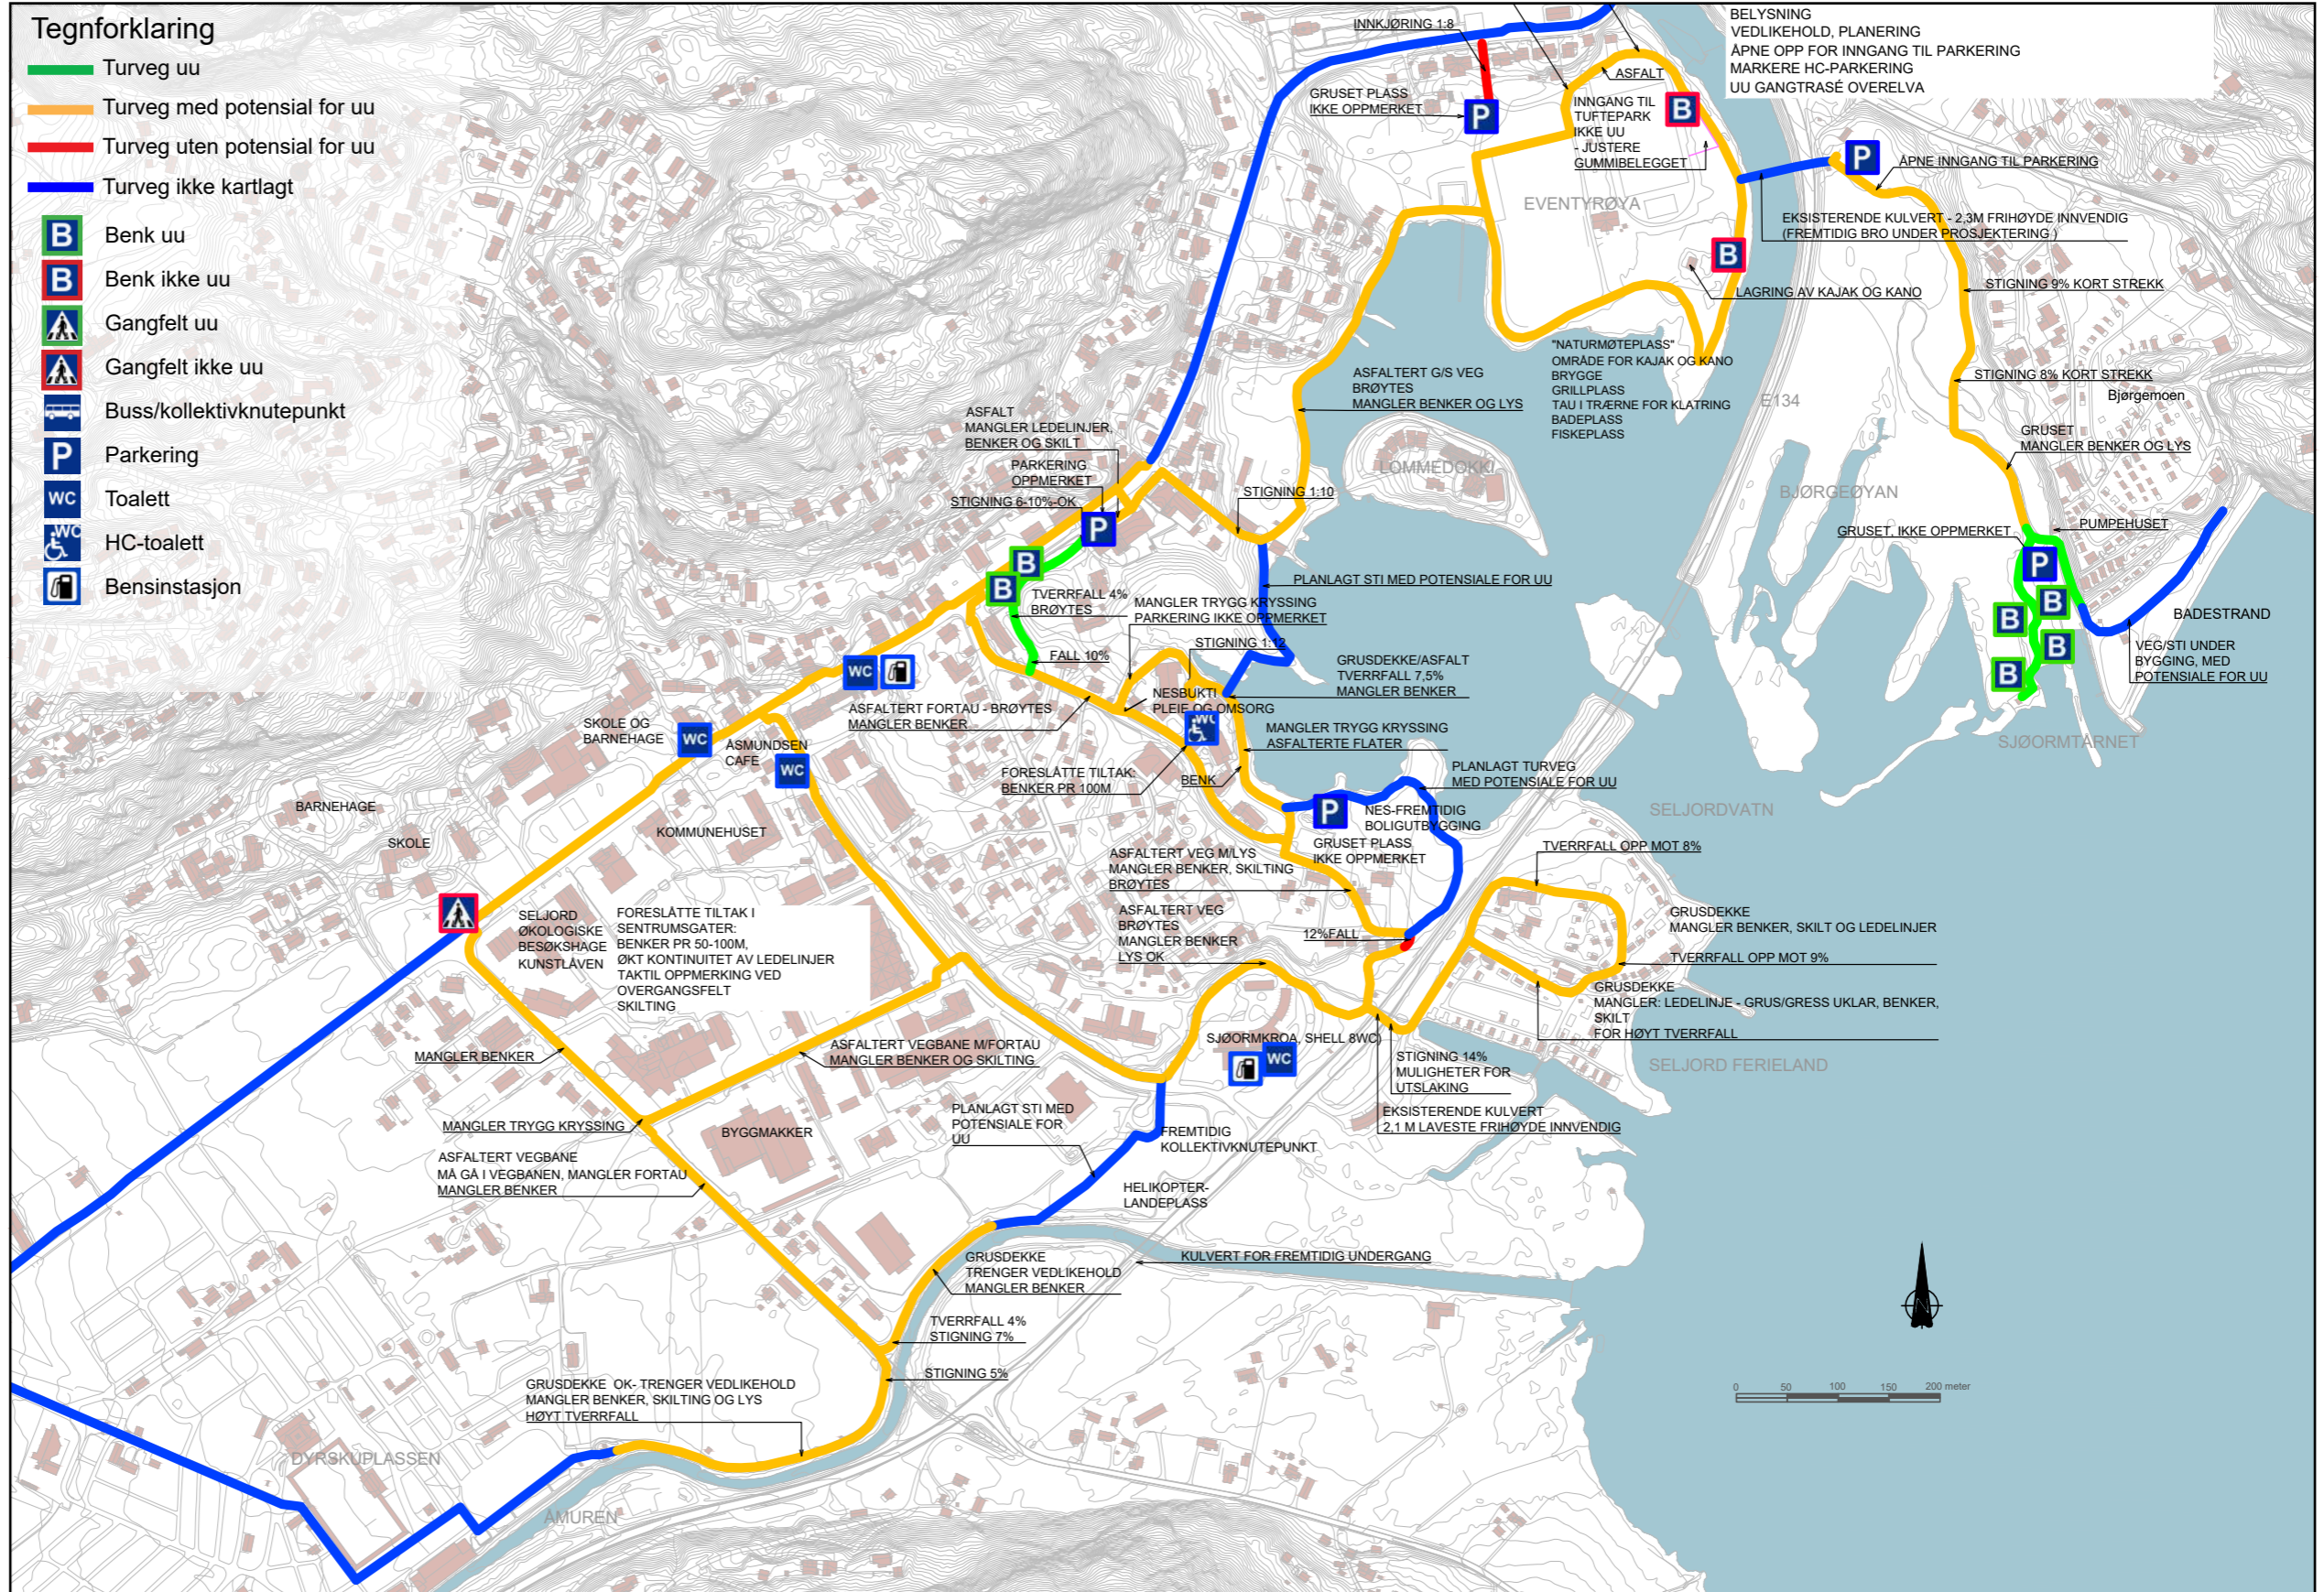 Tegnforklaring
Turveg uu
Turveg med potensial for uu
Turveg uten potensial for uu
Turveg ikke kartlagt
B
Benk uu
B
Benk ikke uu
Gangfelt uu
Gangfelt ikke uu
Buss/kollektivknutepunkt
P
Parkering
WC
Toalett
WC
HC-toalett
Bensinstasjon
BELYSNING
VEDLIKEHOLD, PLANERING
ÅPNE OPP FOR INNGANG TIL PARKERING
MARKERE HC-PARKERING
UU GANGTRASÉ OVERELVA
INNKJØRING 1:8
GRUSET PLASS
IKKE OPPMERKET
P
ASFALT
INNGANG TIL
TUFTEPARK
IKKE UU
- JUSTERE
GUMMIBELEGGET
B
P
ÅPNE INNGANG TIL PARKERING
EVENTYRØYA
EKSISTERENDE KULVERT - 2,3M FRIHØYDE INNVENDIG
(FREMTIDIG BRO UNDER PROSJEKTERING )
B
STIGNING 9% KORT STREKK
LAGRING AV KAJAK OG KANO
"NATURMØTEPLASS"
OMRÅDE FOR KAJAK OG KANO
BRYGGE
GRILLPLASS
TAU I TRÆRNE FOR KLATRING
BADEPLASS
FISKEPLASS
E134
STIGNING 8% KORT STREKK
Bjørgemoen
ASFALTERT G/S VEG
BRØYTES
MANGLER BENKER OG LYS
GRUSET
MANGLER BENKER OG LYS
ASFALT
MANGLER LEDELINJER,
BENKER OG SKILT
PARKERING
OPPMERKET
STIGNING 6-10%-OK
P
LOMMEDOKKI
STIGNING 1:10
BJØRGEØYAN
GRUSET, IKKE OPPMERKET
PUMPEHUSET
P
B
B
B
B
BADESTRAND
VEG/STI UNDER
BYGGING, MED
POTENSIALE FOR UU
SJØORMTÅRNET
B
B
TVERRFALL 4%
BRØYTES
PLANLAGT STI MED POTENSIALE FOR UU
MANGLER TRYGG KRYSSING
PARKERING IKKE OPPMERKET
STIGNING 1:12
FALL 10%
GRUSDEKKE/ASFALT
TVERRFALL 7,5%
MANGLER BENKER
WC
NESBUKTI
PLEIE OG OMSORG
WC
ASFALTERT FORTAU - BRØYTES
MANGLER BENKER
SKOLE OG
BARNEHAGE
WC
ÅSMUNDSEN
CAFE
WC
MANGLER TRYGG KRYSSING
ASFALTERTE FLATER
FORESLÅTTE TILTAK:
BENKER PR 100M
BENK
PLANLAGT TURVEG
MED POTENSIALE FOR UU
P
NES-FREMTIDIG
BOLIGUTBYGGING
GRUSET PLASS
IKKE OPPMERKET
SELJORDVATN
BARNEHAGE
SKOLE
KOMMUNEHUSET
ASFALTERT VEG M/LYS
MANGLER BENKER, SKILTING
BRØYTES
TVERRFALL OPP MOT 8%
SELJORD
ØKOLOGISKE
BESØKSHAGE
KUNSTLÅVEN
FORESLÅTTE TILTAK I
SENTRUMSGATER:
BENKER PR 50-100M,
ØKT KONTINUITET AV LEDELINJER
TAKTIL OPPMERKING VED
OVERGANGSFELT
SKILTING
ASFALTERT VEG
BRØYTES
MANGLER BENKER
LYS OK
12%FALL
GRUSDEKKE
MANGLER BENKER, SKILT OG LEDELINJER
TVERRFALL OPP MOT 9%
GRUSDEKKE
MANGLER: LEDELINJE - GRUS/GRESS UKLAR, BENKER,
SKILT
FOR HØYT TVERRFALL
SELJORD FERIELAND
MANGLER BENKER
ASFALTERT VEGBANE M/FORTAU
MANGLER BENKER OG SKILTING
SJØORMKROA, SHELL 8WC)
WC
STIGNING 14%
MULIGHETER FOR
UTSLAKING
EKSISTERENDE KULVERT
2,1 M LAVESTE FRIHØYDE INNVENDIG
MANGLER TRYGG KRYSSING
BYGGMAKKER
PLANLAGT STI MED
POTENSIALE FOR
UU
FREMTIDIG
KOLLEKTIVKNUTEPUNKT
ASFALTERT VEGBANE
MÅ GÅ I VEGBANEN, MANGLER FORTAU
MANGLER BENKER
HELIKOPTER-
LANDEPLASS
GRUSDEKKE
TRENGER VEDLIKEHOLD
MANGLER BENKER
KULVERT FOR FREMTIDIG UNDERGANG
TVERRFALL 4%
STIGNING 7%
STIGNING 5%
GRUSDEKKE OK- TRENGER VEDLIKEHOLD
MANGLER BENKER, SKILTING OG LYS
HØYT TVERRFALL
DYRSKUPLASSEN
ÅMUREN
N
0 50 100 150 200 meter